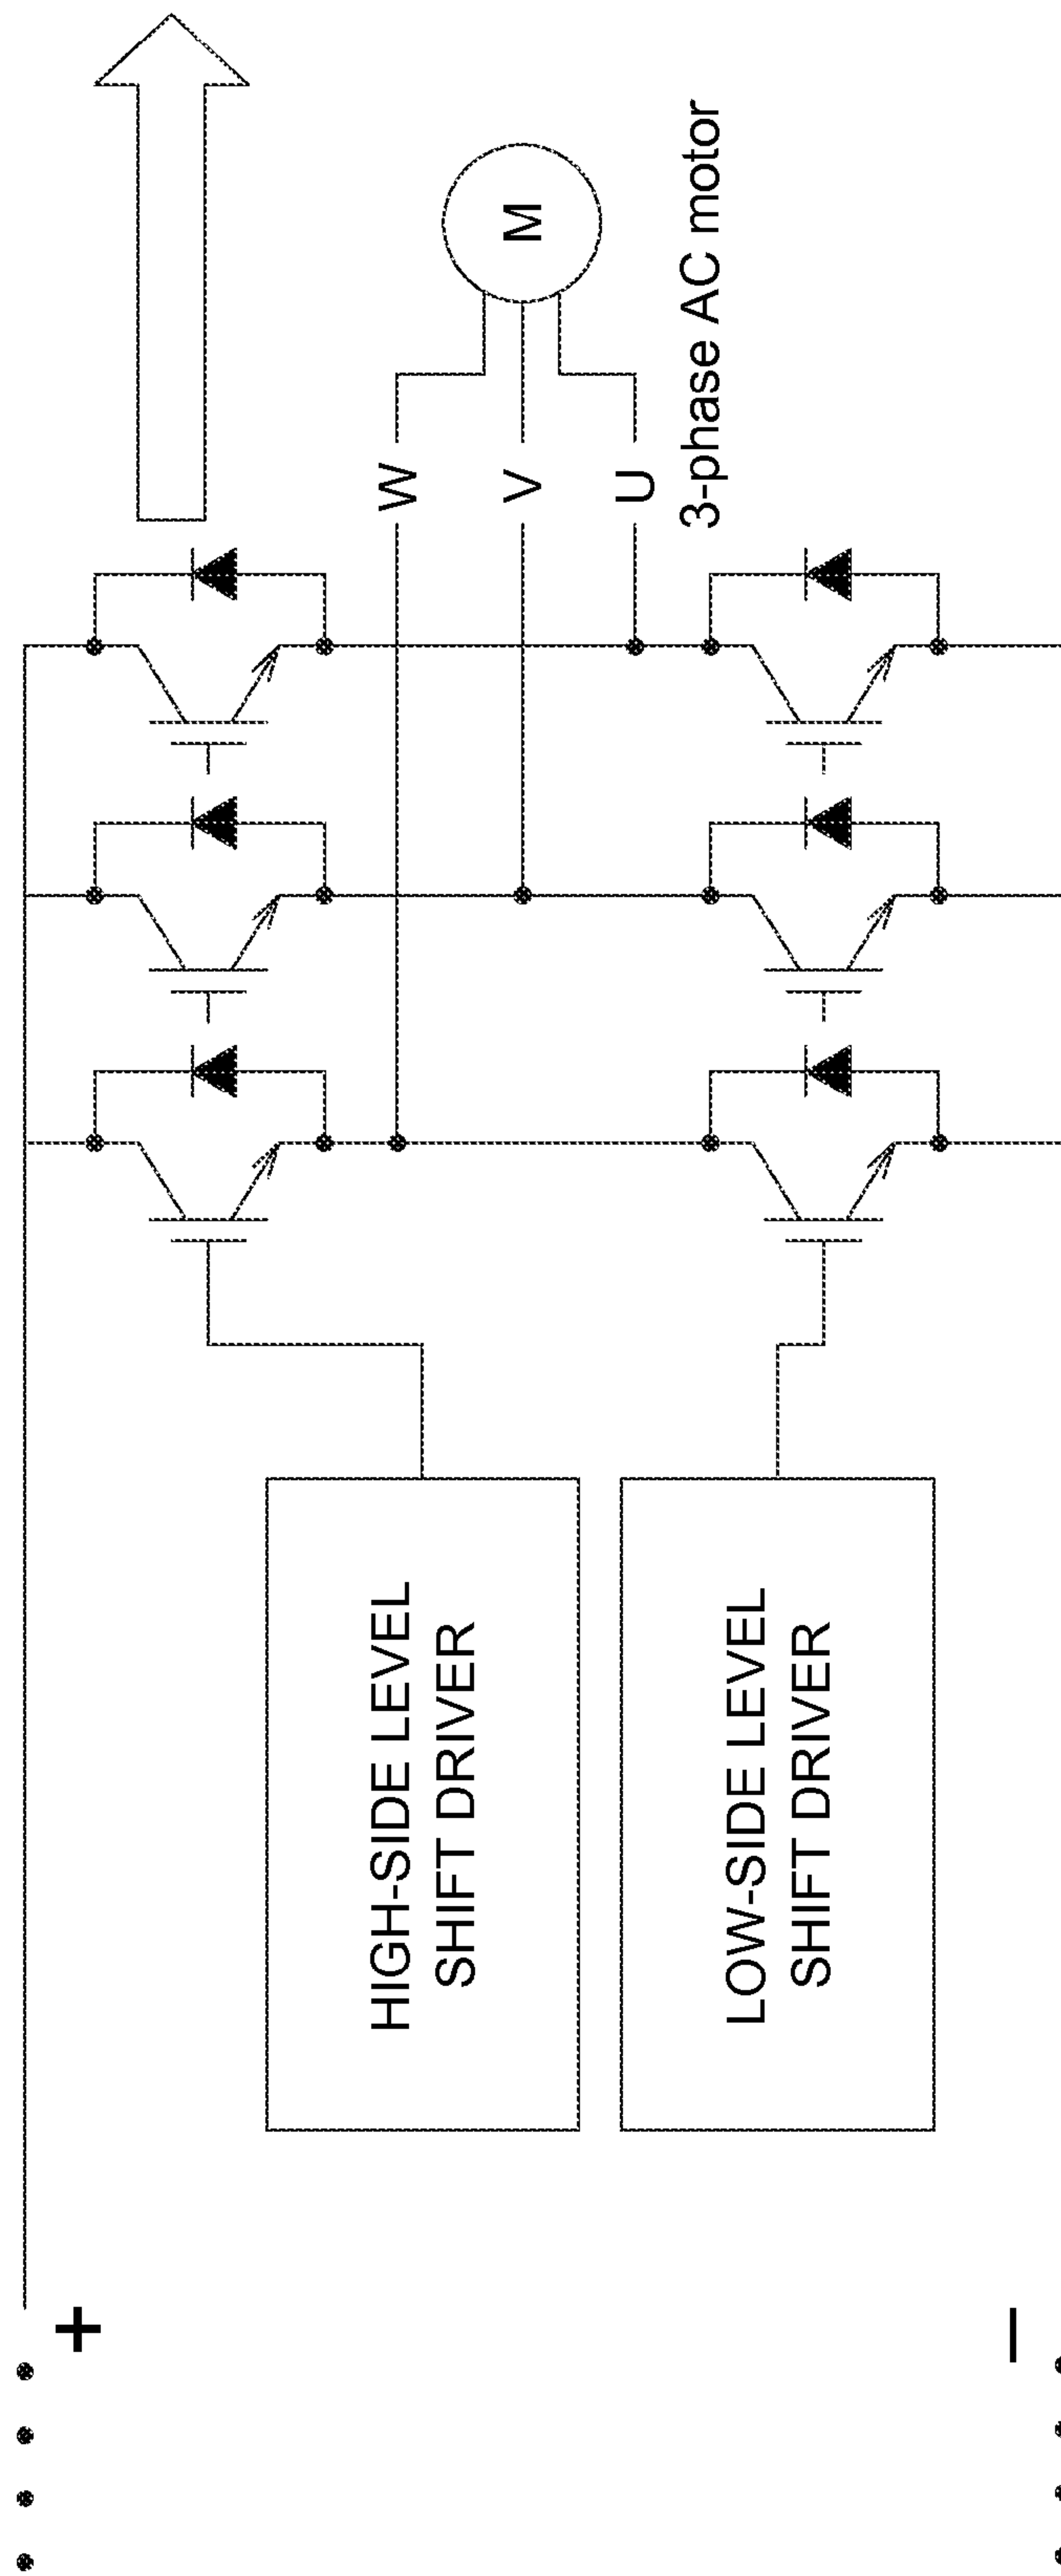 +
HIGH-SIDE LEVEL
SHIFT DRIVER
LOW-SIDE LEVEL
SHIFT DRIVER
–
W
V
U
M
3-phase AC motor